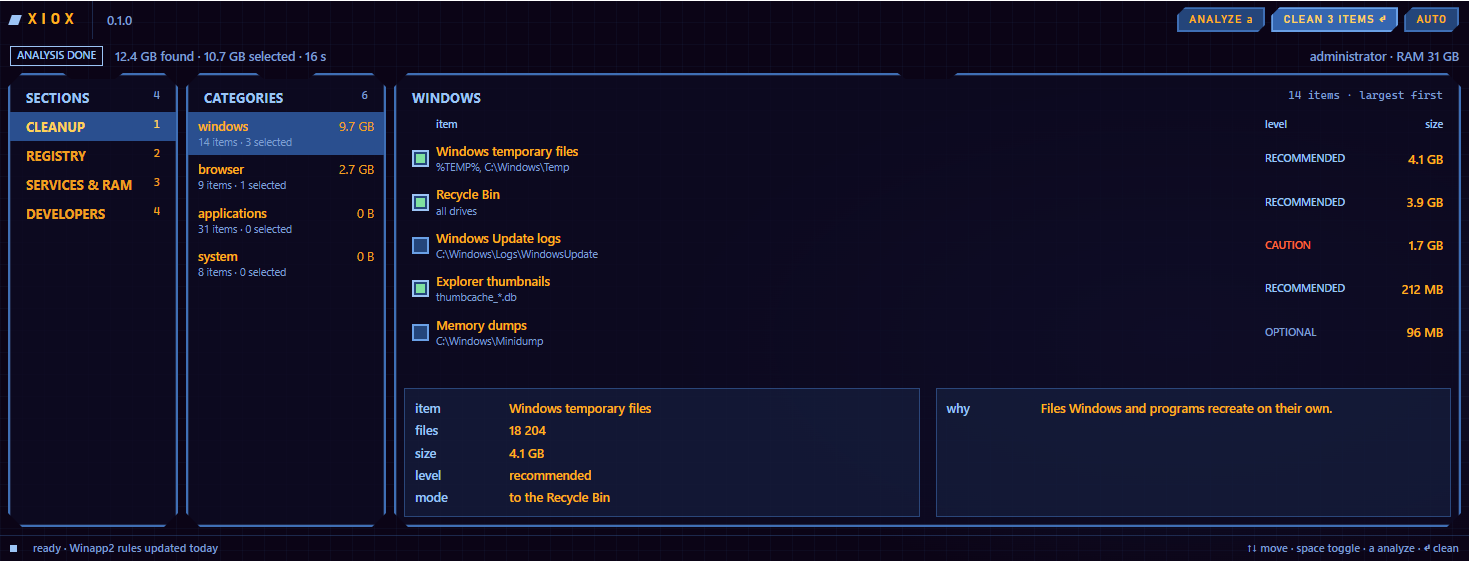 XIOX 0.1.0 ANALYZE a CLEAN 3 ITEMS ↲ AUTO
ANALYSIS DONE 12.4 GB found · 10.7 GB selected · 16 s administrator · RAM 31 GB
SECTIONS 4
CLEANUP 1
REGISTRY 2
SERVICES & RAM 3
DEVELOPERS 4
CATEGORIES 6
windows 9.7 GB
14 items · 3 selected
browser 2.7 GB
9 items · 1 selected
applications 0 B
31 items · 0 selected
system 0 B
8 items · 0 selected
WINDOWS 14 items · largest first
item level size
Windows temporary files RECOMMENDED 4.1 GB
%TEMP%, C:\Windows\Temp
Recycle Bin RECOMMENDED 3.9 GB
all drives
Windows Update logs CAUTION 1.7 GB
C:\Windows\Logs\WindowsUpdate
Explorer thumbnails RECOMMENDED 212 MB
thumbcache_*.db
Memory dumps OPTIONAL 96 MB
C:\Windows\Minidump
item Windows temporary files
files 18 204
size 4.1 GB
level recommended
mode to the Recycle Bin
why Files Windows and programs recreate on their own.
ready · Winapp2 rules updated today ↑↓ move · space toggle · a analyze · ↲ clean